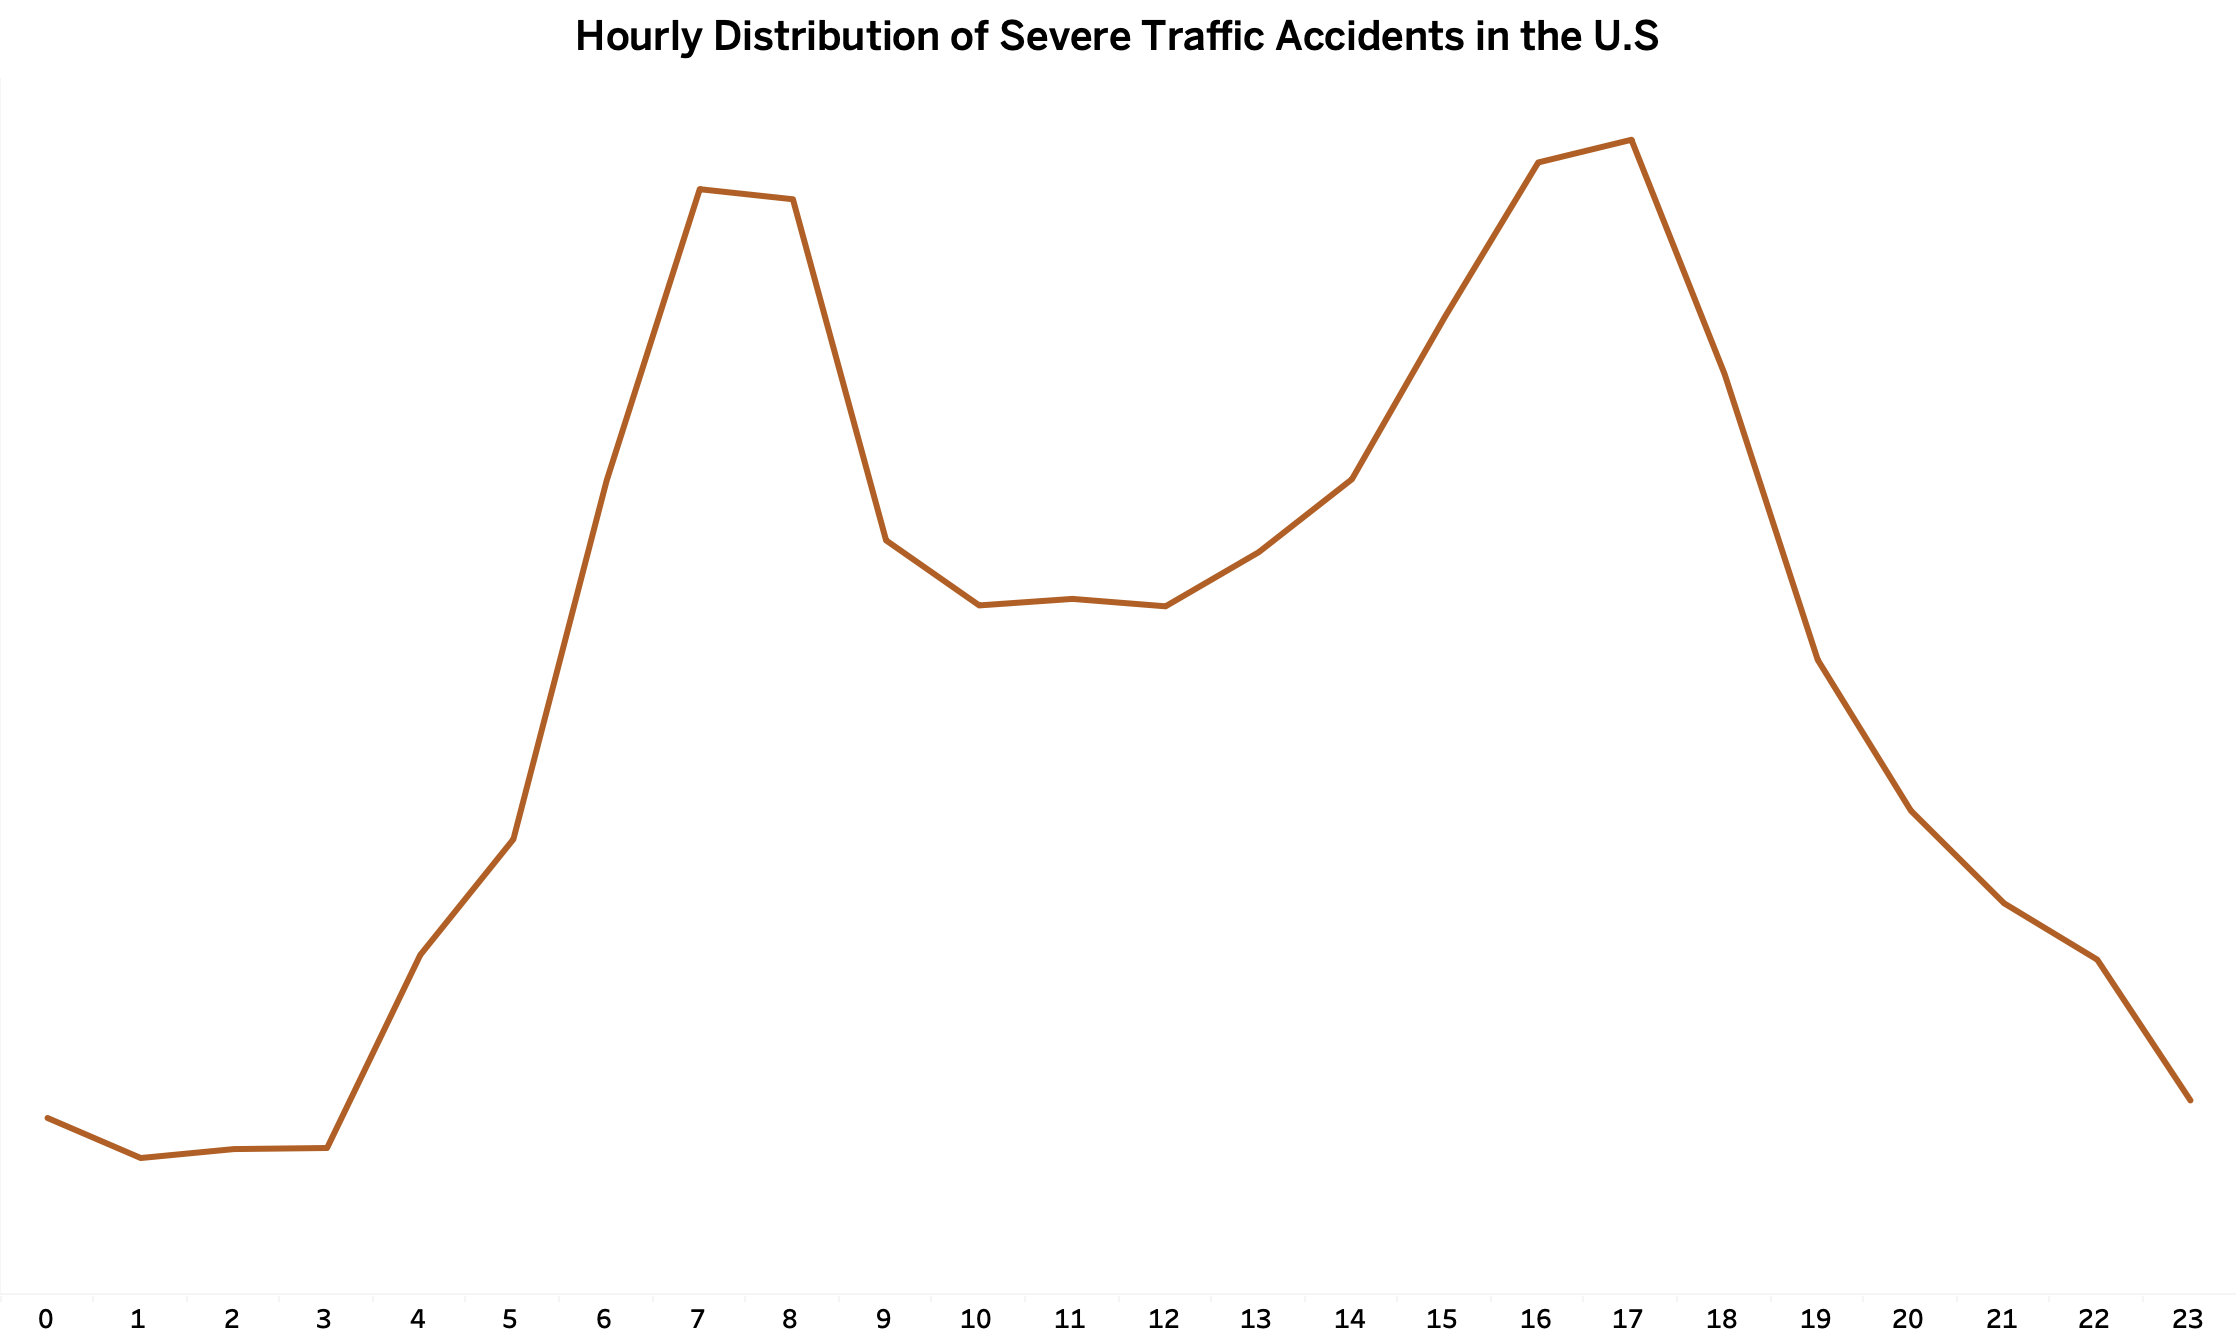 Hourly Distribution of Severe Traffic Accidents in the U.S
0 1 2 3 4 5 6 7 8 9 10 11 12 13 14 15 16 17 18 19 20 21 22 23